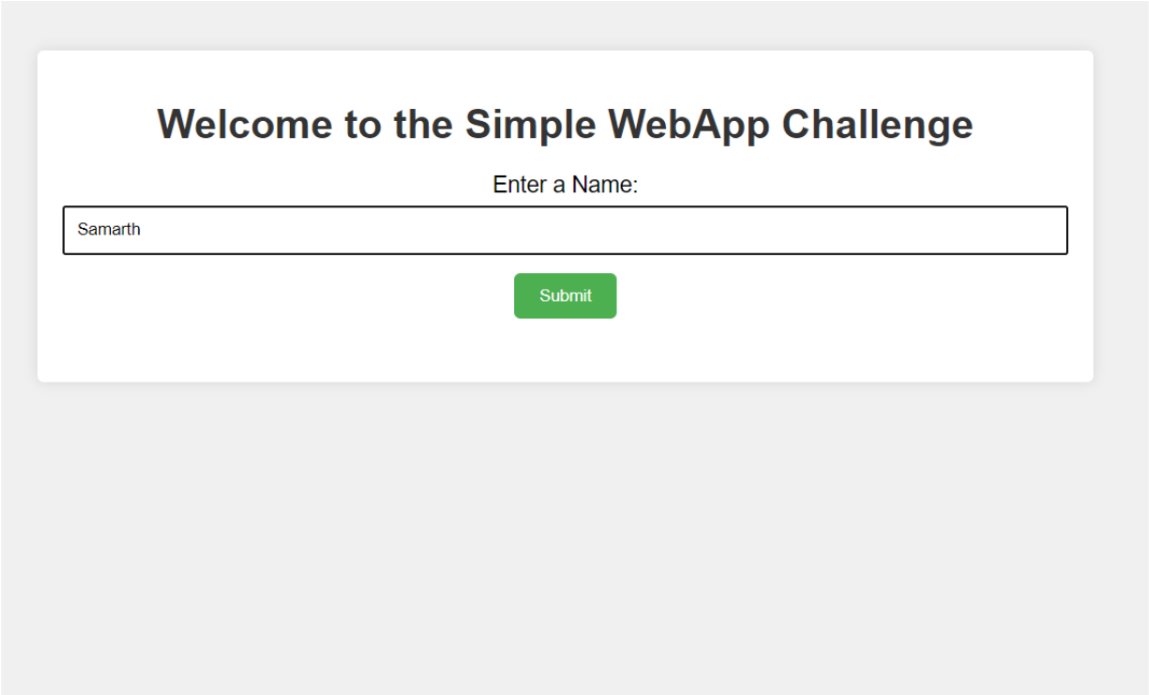 Welcome to the Simple WebApp Challenge
Enter a Name:
Samarth
Submit